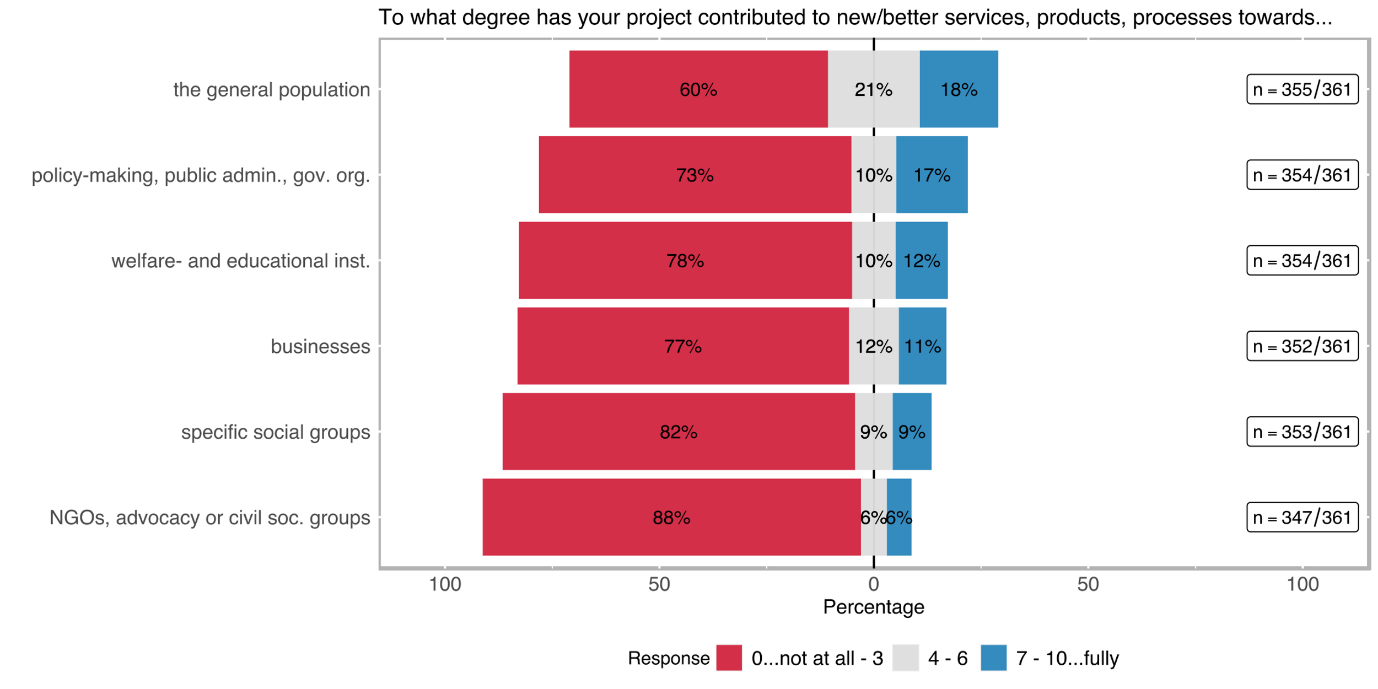 To what degree has your project contributed to new/better services, products, processes towards...
the general population 60% 21% 18% n = 355/361
policy-making, public admin., gov. org. 73% 10% 17% n = 354/361
welfare- and educational inst. 78% 10% 12% n = 354/361
businesses 77% 12% 11% n = 352/361
specific social groups 82% 9% 9% n = 353/361
NGOs, advocacy or civil soc. groups 88% 6% 6% n = 347/361
100 50 0 50 100
Percentage
Response 0...not at all - 3 4 - 6 7 - 10...fully